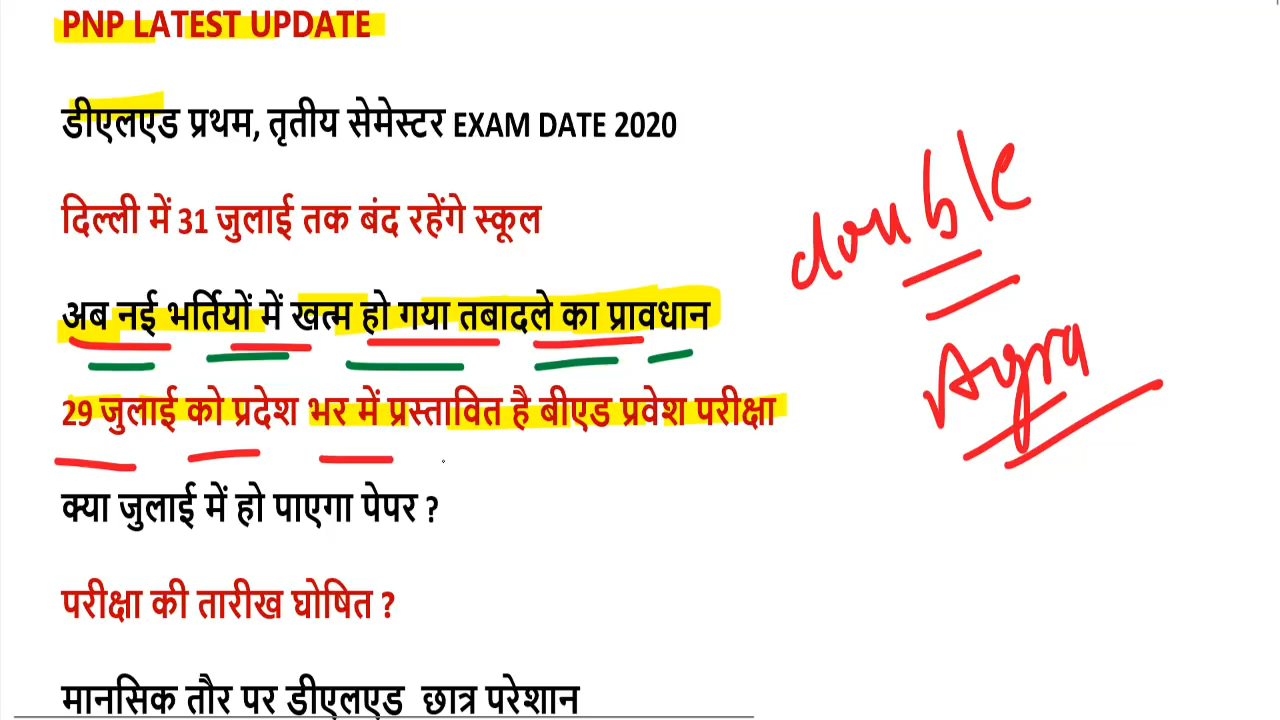 PNP LATEST UPDATE
डीएलएड प्रथम, तृतीय सेमेस्टर EXAM DATE 2020
दिल्ली में 31 जुलाई तक बंद रहेंगे स्कूल
अब नई भर्तियों में खत्म हो गया तबादले का प्रावधान
29 जुलाई को प्रदेश भर में प्रस्तावित है बीएड प्रवेश परीक्षा
क्या जुलाई में हो पाएगा पेपर ?
परीक्षा की तारीख घोषित ?
मानसिक तौर पर डीएलएड छात्र परेशान
double
Agra